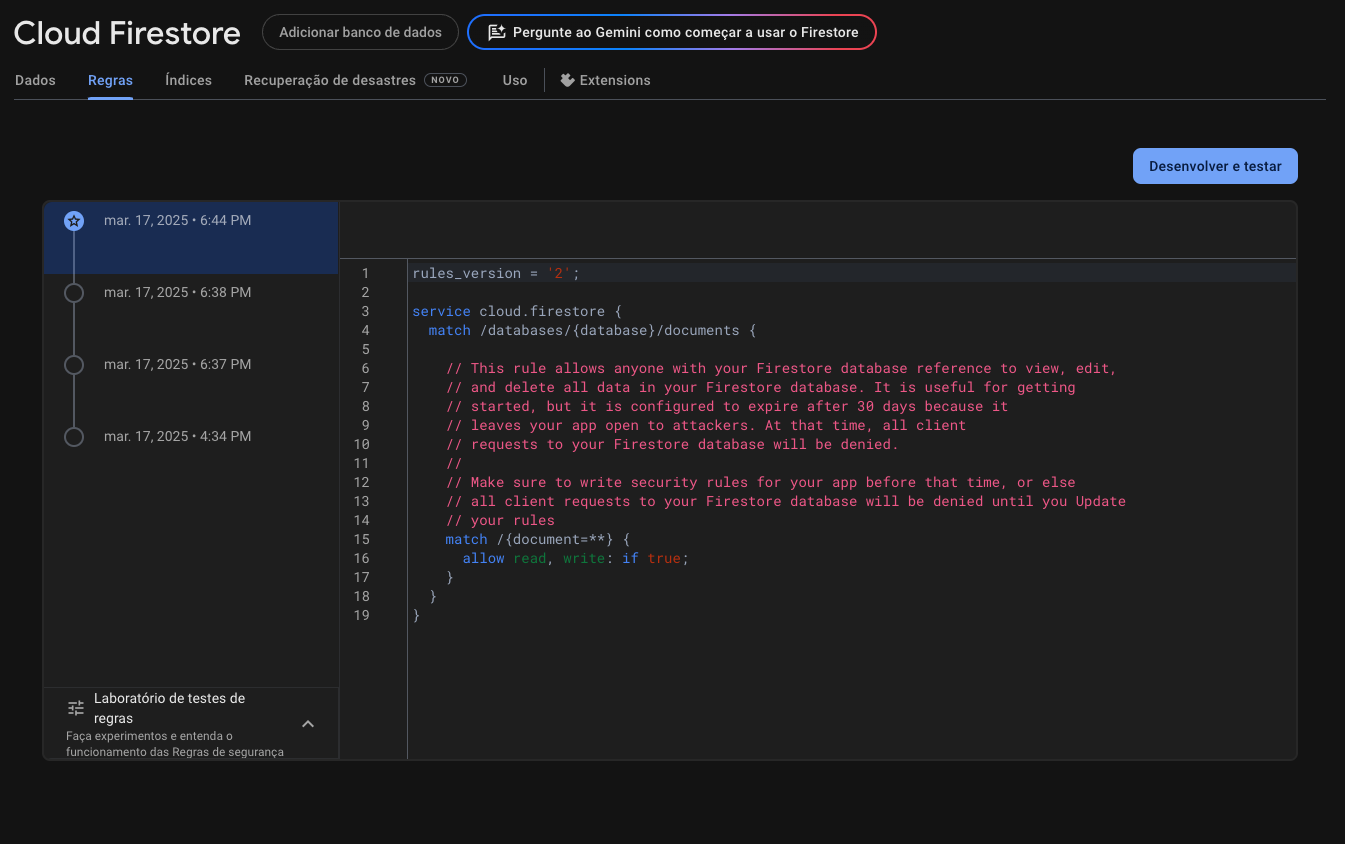 Cloud Firestore
Adicionar banco de dados
Pergunte ao Gemini como começar a usar o Firestore
Dados
Regras
Índices
Recuperação de desastres NOVO
Uso
Extensions
Desenvolver e testar
mar. 17, 2025 • 6:44 PM
mar. 17, 2025 • 6:38 PM
mar. 17, 2025 • 6:37 PM
mar. 17, 2025 • 4:34 PM
Laboratório de testes de
regras
Faça experimentos e entenda o
funcionamento das Regras de segurança
1 rules_version = '2';
2
3 service cloud.firestore {
4   match /databases/{database}/documents {
5
6     // This rule allows anyone with your Firestore database reference to view, edit,
7     // and delete all data in your Firestore database. It is useful for getting
8     // started, but it is configured to expire after 30 days because it
9     // leaves your app open to attackers. At that time, all client
10     // requests to your Firestore database will be denied.
11     //
12     // Make sure to write security rules for your app before that time, or else
13     // all client requests to your Firestore database will be denied until you Update
14     // your rules
15     match /{document=**} {
16       allow read, write: if true;
17     }
18   }
19 }